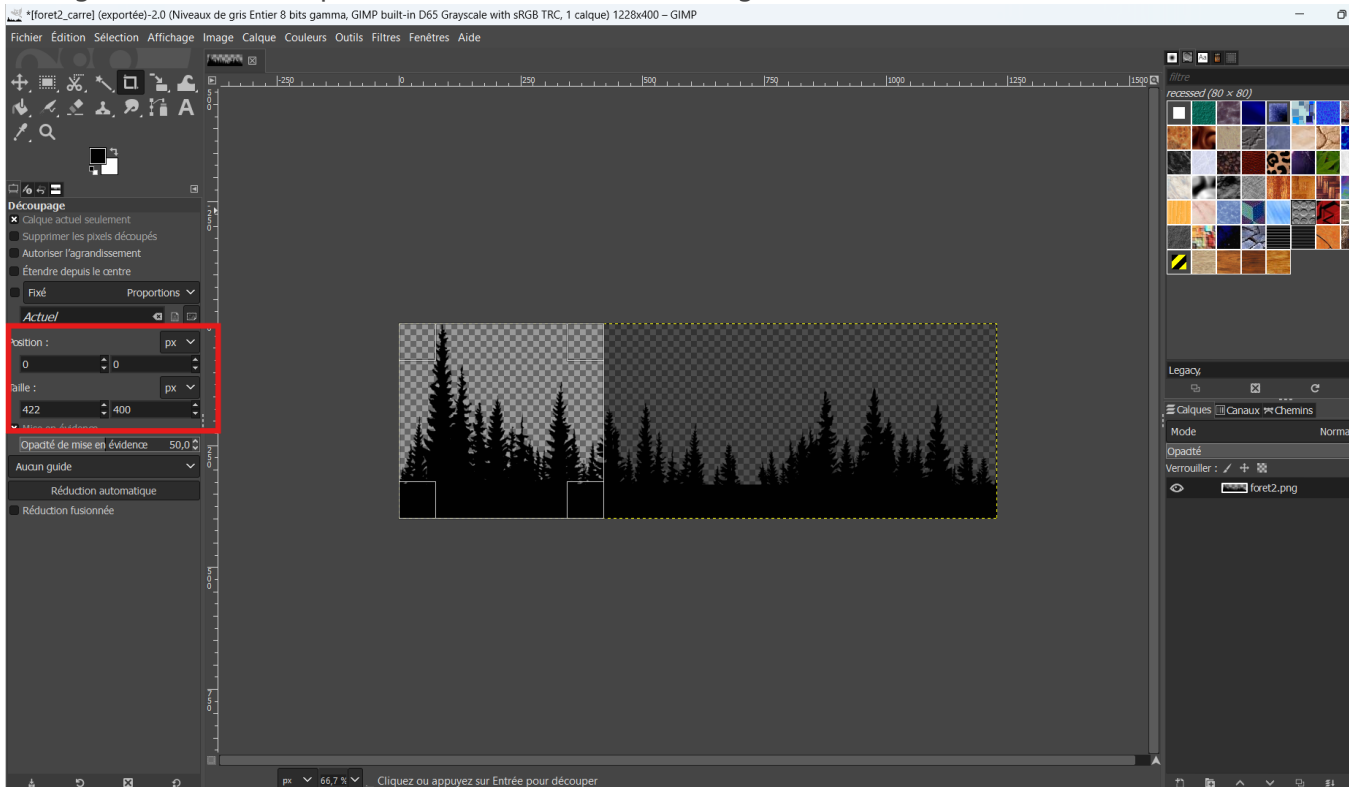 *[foret2_carre] (exportée)-2.0 (Niveaux de gris Entier 8 bits gamma, GIMP built-in D65 Grayscale with sRGB TRC, 1 calque) 1228x400 – GIMP
Fichier Édition Sélection Affichage Image Calque Couleurs Outils Filtres Fenêtres Aide
-250 0 250 500 750 1000 1250 1500
filtre
recessed (80 × 80)
Découpage
Calque actuel seulement
Supprimer les pixels découpés
Autoriser l'agrandissement
Étendre depuis le centre
Fixé Proportions
Actuel
Position : px
0 0
Taille : px
422 400
Mise en évidence
Opacité de mise en évidence 50,0
Aucun guide
Réduction automatique
Réduction fusionnée
Legacy,
Calques Canaux Chemins
Mode Norma
Opacité
Verrouiller :
foret2.png
px 66,7 % Cliquez ou appuyez sur Entrée pour découper